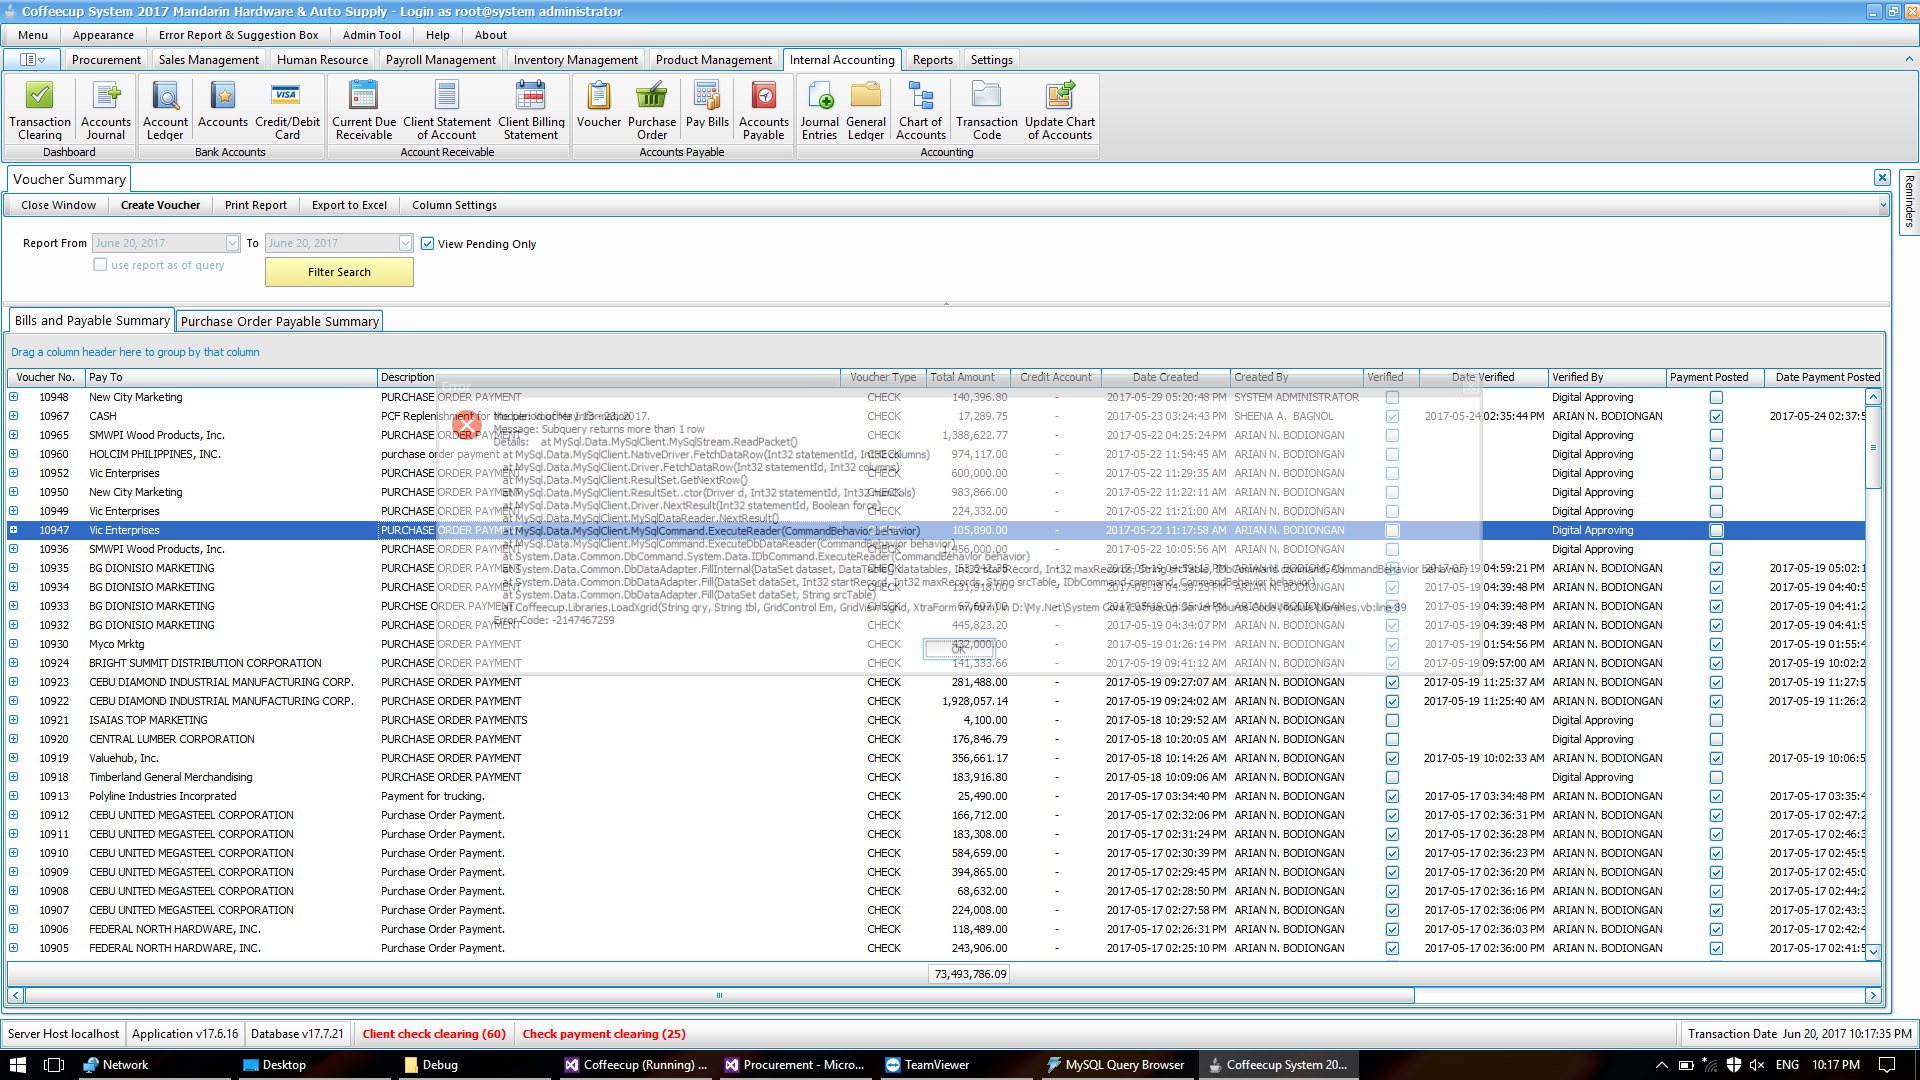 Coffeecup System 2017 Mandarin Hardware & Auto Supply - Login as root@system administrator
Menu Appearance Error Report & Suggestion Box Admin Tool Help About
Procurement Sales Management Human Resource Payroll Management Inventory Management Product Management Internal Accounting Reports Settings
Transaction Clearing Accounts Journal Account Ledger Accounts Credit/Debit Card Current Due Receivable Client Statement of Account Client Billing Statement Voucher Purchase Order Pay Bills Accounts Payable Journal Entries General Ledger Chart of Accounts Transaction Code Update Chart of Accounts
Dashboard Bank Accounts Account Receivable Accounts Payable Accounting
Voucher Summary
Reminders
Close Window Create Voucher Print Report Export to Excel Column Settings
Report From June 20, 2017 To June 20, 2017 View Pending Only
use report as of query
Filter Search
Bills and Payable Summary Purchase Order Payable Summary
Drag a column header here to group by that column
Voucher No. Pay To Description Voucher Type Total Amount Credit Account Date Created Created By Verified Date Verified Verified By Payment Posted Date Payment Posted
10948 New City Marketing PURCHASE ORDER PAYMENT CHECK 140,396.80 - 2017-05-29 05:20:48 PM SYSTEM ADMINISTRATOR Digital Approving
10967 CASH PCF Replenishment for the period of May 13 - 23, 2017. CHECK 17,289.75 - 2017-05-23 03:24:43 PM SHEENA A. BAGNOL 2017-05-24 02:35:44 PM ARIAN N. BODIONGAN 2017-05-24 02:37:5
10965 SMWPI Wood Products, Inc. PURCHASE ORDER PAYMENT CHECK 1,388,622.77 - 2017-05-22 04:25:24 PM ARIAN N. BODIONGAN Digital Approving
10960 HOLCIM PHILIPPINES, INC. purchase order payment CHECK 974,117.00 - 2017-05-22 11:54:45 AM ARIAN N. BODIONGAN Digital Approving
10952 Vic Enterprises PURCHASE ORDER PAYMENT CHECK 600,000.00 - 2017-05-22 11:29:35 AM ARIAN N. BODIONGAN Digital Approving
10950 New City Marketing PURCHASE ORDER PAYMENT CHECK 983,866.00 - 2017-05-22 11:22:11 AM ARIAN N. BODIONGAN Digital Approving
10949 Vic Enterprises PURCHASE ORDER PAYMENT CHECK 224,332.00 - 2017-05-22 11:21:00 AM ARIAN N. BODIONGAN Digital Approving
10947 Vic Enterprises PURCHASE ORDER PAYMENT 105,890.00 - 2017-05-22 11:17:58 AM ARIAN N. BODIONGAN Digital Approving
10936 SMWPI Wood Products, Inc. PURCHASE ORDER PAYMENT 1,456,000.00 - 2017-05-22 10:05:56 AM ARIAN N. BODIONGAN Digital Approving
10935 BG DIONISIO MARKETING PURCHASE ORDER PAYMENT ARIAN N. BODIONGAN 2017-05-19 04:59:21 PM ARIAN N. BODIONGAN 2017-05-19 05:02:1
10934 BG DIONISIO MARKETING PURCHASE ORDER PAYMENT 131,918.00 ARIAN N. BODIONGAN 2017-05-19 04:39:48 PM ARIAN N. BODIONGAN 2017-05-19 04:40:5
10933 BG DIONISIO MARKETING PURCHSE ORDER PAYMENT 67,607.00 ARIAN N. BODIONGAN 04:39:48 PM ARIAN N. BODIONGAN 2017-05-19 04:41:2
10932 BG DIONISIO MARKETING PURCHASE ORDER PAYMENT CHECK 445,823.20 - 2017-05-19 04:34:07 PM ARIAN N. BODIONGAN 2017-05-19 04:39:48 PM ARIAN N. BODIONGAN 2017-05-19 04:41:5
10930 Myco Mrktg PURCHASE ORDER PAYMENT CHECK 432,000.00 - 2017-05-19 01:26:14 PM ARIAN N. BODIONGAN 2017-05-19 01:54:56 PM ARIAN N. BODIONGAN 2017-05-19 01:55:4
10924 BRIGHT SUMMIT DISTRIBUTION CORPORATION PURCHASE ORDER PAYMENT CHECK 141,333.66 - 2017-05-19 09:41:12 AM ARIAN N. BODIONGAN 2017-05-19 09:57:00 AM ARIAN N. BODIONGAN 2017-05-19 10:02:2
10923 CEBU DIAMOND INDUSTRIAL MANUFACTURING CORP. PURCHASE ORDER PAYMENT CHECK 281,488.00 - 2017-05-19 09:27:07 AM ARIAN N. BODIONGAN 2017-05-19 11:25:37 AM ARIAN N. BODIONGAN 2017-05-19 11:27:5
10922 CEBU DIAMOND INDUSTRIAL MANUFACTURING CORP. PURCHASE ORDER PAYMENT CHECK 1,928,057.14 - 2017-05-19 09:24:02 AM ARIAN N. BODIONGAN 2017-05-19 11:25:40 AM ARIAN N. BODIONGAN 2017-05-19 11:26:2
10921 ISAIAS TOP MARKETING PURCHASE ORDER PAYMENTS CHECK 4,100.00 - 2017-05-18 10:29:52 AM ARIAN N. BODIONGAN Digital Approving
10920 CENTRAL LUMBER CORPORATION PURCHASE ORDER PAYMENT CHECK 176,846.79 - 2017-05-18 10:20:05 AM ARIAN N. BODIONGAN Digital Approving
10919 Valuehub, Inc. PURCHASE ORDER PAYMENT CHECK 356,661.17 - 2017-05-18 10:14:26 AM ARIAN N. BODIONGAN 2017-05-19 10:02:33 AM ARIAN N. BODIONGAN 2017-05-19 10:06:5
10918 Timberland General Merchandising PURCHASE ORDER PAYMENT CHECK 183,916.80 - 2017-05-18 10:09:06 AM ARIAN N. BODIONGAN Digital Approving
10913 Polyline Industries Incorprated Payment for trucking. CHECK 25,490.00 - 2017-05-17 03:34:40 PM ARIAN N. BODIONGAN 2017-05-17 03:34:48 PM ARIAN N. BODIONGAN 2017-05-17 03:35:4
10912 CEBU UNITED MEGASTEEL CORPORATION Purchase Order Payment. CHECK 166,712.00 - 2017-05-17 02:32:06 PM ARIAN N. BODIONGAN 2017-05-17 02:36:31 PM ARIAN N. BODIONGAN 2017-05-17 02:47:2
10911 CEBU UNITED MEGASTEEL CORPORATION Purchase Order Payment. CHECK 183,308.00 - 2017-05-17 02:31:24 PM ARIAN N. BODIONGAN 2017-05-17 02:36:28 PM ARIAN N. BODIONGAN 2017-05-17 02:46:3
10910 CEBU UNITED MEGASTEEL CORPORATION Purchase Order Payment. CHECK 584,659.00 - 2017-05-17 02:30:39 PM ARIAN N. BODIONGAN 2017-05-17 02:36:23 PM ARIAN N. BODIONGAN 2017-05-17 02:45:5
10909 CEBU UNITED MEGASTEEL CORPORATION Purchase Order Payment. CHECK 394,865.00 - 2017-05-17 02:29:45 PM ARIAN N. BODIONGAN 2017-05-17 02:36:20 PM ARIAN N. BODIONGAN 2017-05-17 02:45:0
10908 CEBU UNITED MEGASTEEL CORPORATION Purchase Order Payment. CHECK 68,632.00 - 2017-05-17 02:28:50 PM ARIAN N. BODIONGAN 2017-05-17 02:36:16 PM ARIAN N. BODIONGAN 2017-05-17 02:44:2
10907 CEBU UNITED MEGASTEEL CORPORATION Purchase Order Payment. CHECK 224,008.00 - 2017-05-17 02:27:58 PM ARIAN N. BODIONGAN 2017-05-17 02:36:06 PM ARIAN N. BODIONGAN 2017-05-17 02:43:3
10906 FEDERAL NORTH HARDWARE, INC. Purchase Order Payment. CHECK 118,489.00 - 2017-05-17 02:26:31 PM ARIAN N. BODIONGAN 2017-05-17 02:36:03 PM ARIAN N. BODIONGAN 2017-05-17 02:42:4
10905 FEDERAL NORTH HARDWARE, INC. Purchase Order Payment. CHECK 243,906.00 - 2017-05-17 02:25:10 PM ARIAN N. BODIONGAN 2017-05-17 02:36:00 PM ARIAN N. BODIONGAN 2017-05-17 02:41:5
73,493,786.09
Error
Message: Subquery returns more than 1 row
Details: at MySql.Data.MySqlClient.MySqlStream.ReadPacket()
at MySql.Data.MySqlClient.NativeDriver.FetchDataRow(Int32 statementId, Int32 columns)
at MySql.Data.MySqlClient.Driver.FetchDataRow(Int32 statementId, Int32 columns)
at MySql.Data.MySqlClient.ResultSet.GetNextRow()
at MySql.Data.MySqlClient.ResultSet..ctor(Driver d, Int32 statementId, Int32 numCols)
at MySql.Data.MySqlClient.Driver.NextResult(Int32 statementId, Boolean force)
at MySql.Data.MySqlClient.MySqlDataReader.NextResult()
at MySql.Data.MySqlClient.MySqlCommand.ExecuteReader(CommandBehavior behavior)
at MySql.Data.MySqlClient.MySqlCommand.ExecuteDbDataReader(CommandBehavior behavior)
at System.Data.Common.DbCommand.System.Data.IDbCommand.ExecuteReader(CommandBehavior behavior)
at System.Data.Common.DbDataAdapter.FillInternal(DataSet dataset, DataTable[] datatables, Int32 startRecord, Int32 maxRecords, String srcTable, IDbCommand command, CommandBehavior behavior)
at System.Data.Common.DbDataAdapter.Fill(DataSet dataSet, Int32 startRecord, Int32 maxRecords, String srcTable, IDbCommand command, CommandBehavior behavior)
at System.Data.Common.DbDataAdapter.Fill(DataSet dataSet, String srcTable)
at Coffeecup.Libraries.LoadXgrid(String qry, String tbl, GridControl Em, GridView xgrid, XtraForm myform) in D:\My.Net\System Core\Coffeecup Server\Source Code\Module\Libraries.vb:line 89
Error Code: -2147467259
OK
Server Host localhost Application v17.6.16 Database v17.7.21 Client check clearing (60) Check payment clearing (25) Transaction Date Jun 20, 2017 10:17:35 PM
Network Desktop Debug Coffeecup (Running) ... Procurement - Micro... TeamViewer MySQL Query Browser Coffeecup System 20... ENG 10:17 PM